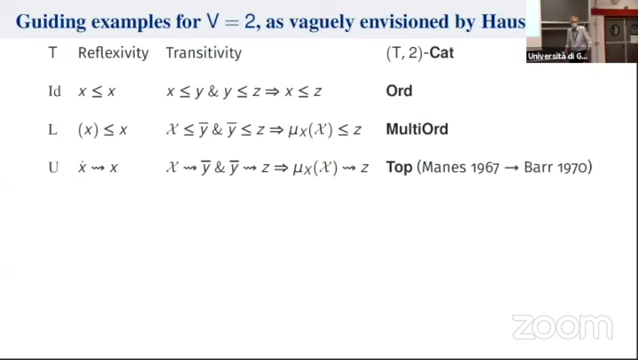 Guiding examples for V = 2, as vaguely envisioned by Haus
T Reflexivity Transitivity (T, 2)-Cat
Id x ≤ x x ≤ y & y ≤ z ⇒ x ≤ z Ord
L (x) ≤ x 𝒳 ≤ ȳ & ȳ ≤ z ⇒ μ_X(𝒳) ≤ z MultiOrd
U ẋ ⇝ x 𝒳 ⇝ ȳ & ȳ ⇝ z ⇒ μ_X(𝒳) ⇝ z Top (Manes 1967 → Barr 1970)
Università di G...
zoom